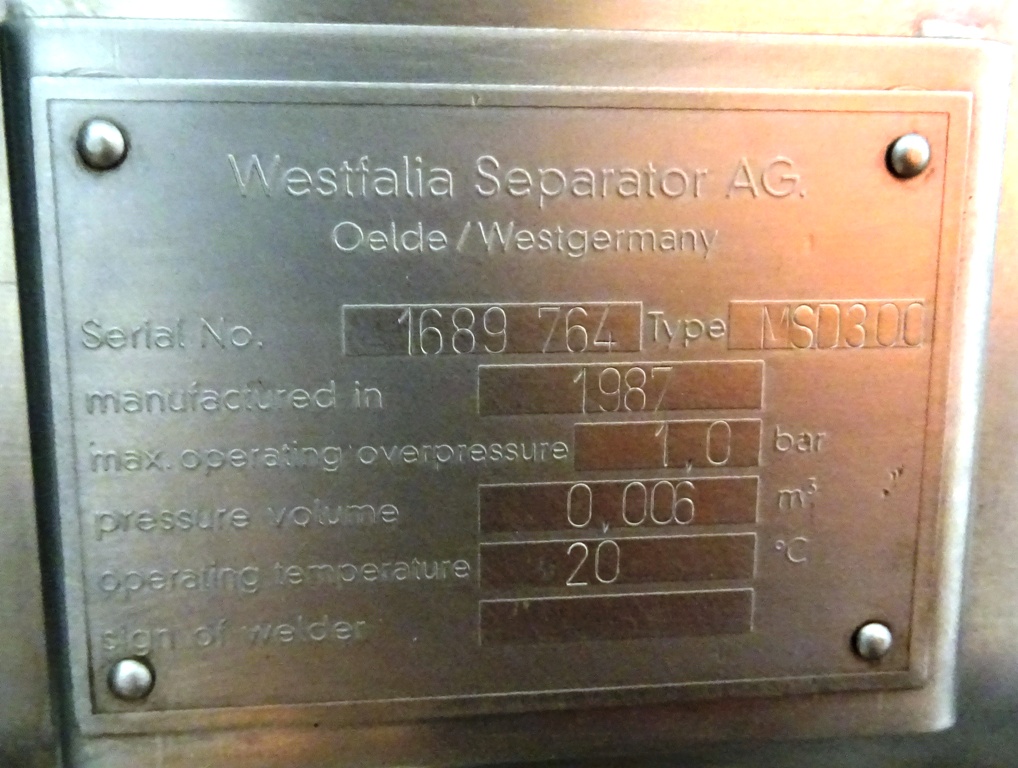 Westfalia Separator AG.
Oelde/Westgermany
Serial No. 1689 764 Type MSD300
manufactured in 1987
max. operating overpressure 1,0 bar
pressure volume 0,006 m³
operating temperature 20 °C
sign of welder